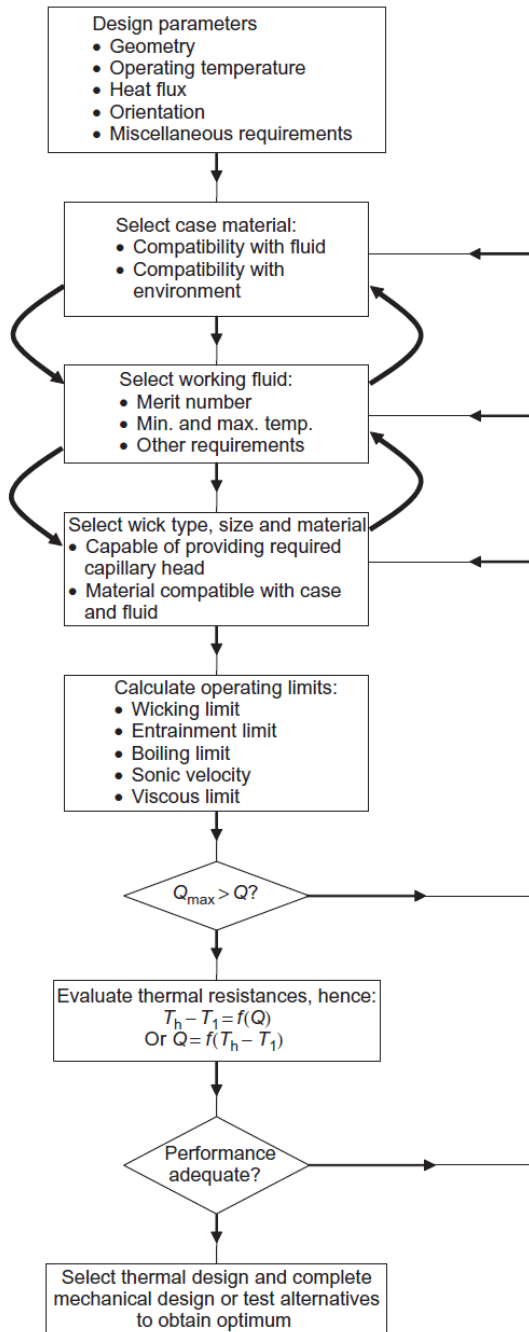 Design parameters
• Geometry
• Operating temperature
• Heat flux
• Orientation
• Miscellaneous requirements
Select case material:
• Compatibility with fluid
• Compatibility with
environment
Select working fluid:
• Merit number
• Min. and max. temp.
• Other requirements
Select wick type, size and material
• Capable of providing required
capillary head
• Material compatible with case
and fluid
Calculate operating limits:
• Wicking limit
• Entrainment limit
• Boiling limit
• Sonic velocity
• Viscous limit
Qmax > Q?
Evaluate thermal resistances, hence:
Th − T1 = f(Q)
Or Q = f(Th − T1)
Performance
adequate?
Select thermal design and complete
mechanical design or test alternatives
to obtain optimum